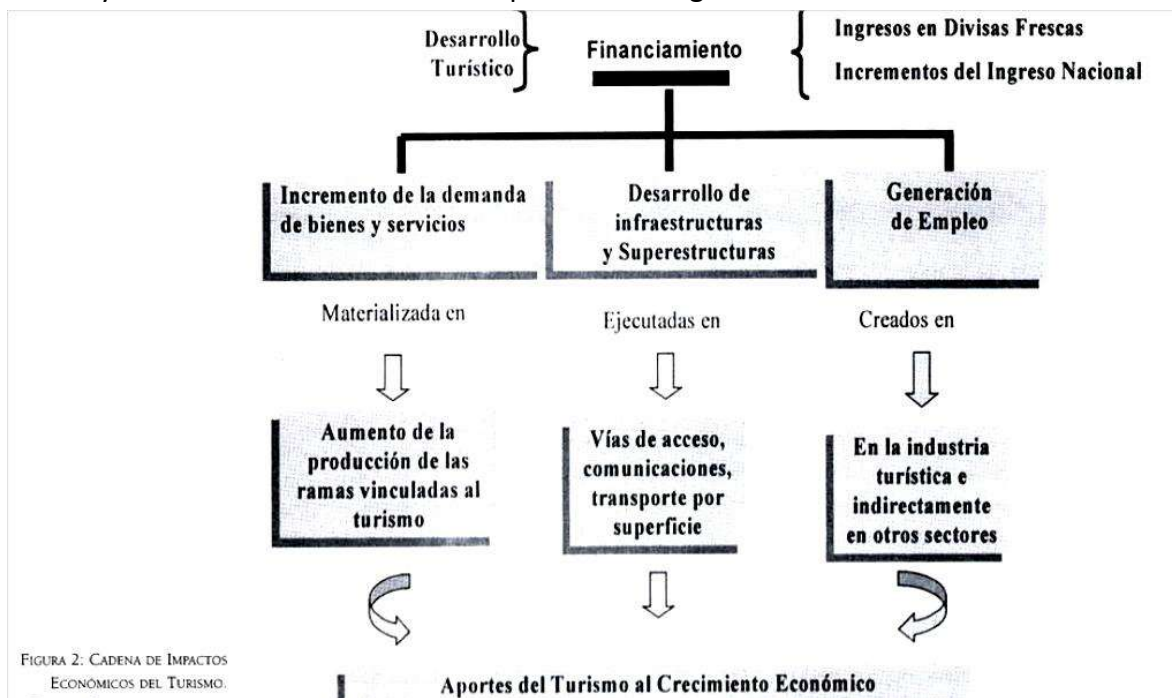 Desarrollo
Turístico
Financiamiento
Ingresos en Divisas Frescas
Incrementos del Ingreso Nacional
Incremento de la demanda
de bienes y servicios
Desarrollo de
infraestructuras
y Superestructuras
Generación
de Empleo
Materializada en
Ejecutadas en
Creados en
Aumento de la
producción de las
ramas vinculadas al
turismo
Vías de acceso,
comunicaciones,
transporte por
superficie
En la industria
turística e
indirectamente
en otros sectores
FIGURA 2: CADENA DE IMPACTOS
ECONÓMICOS DEL TURISMO.
Aportes del Turismo al Crecimiento Económico